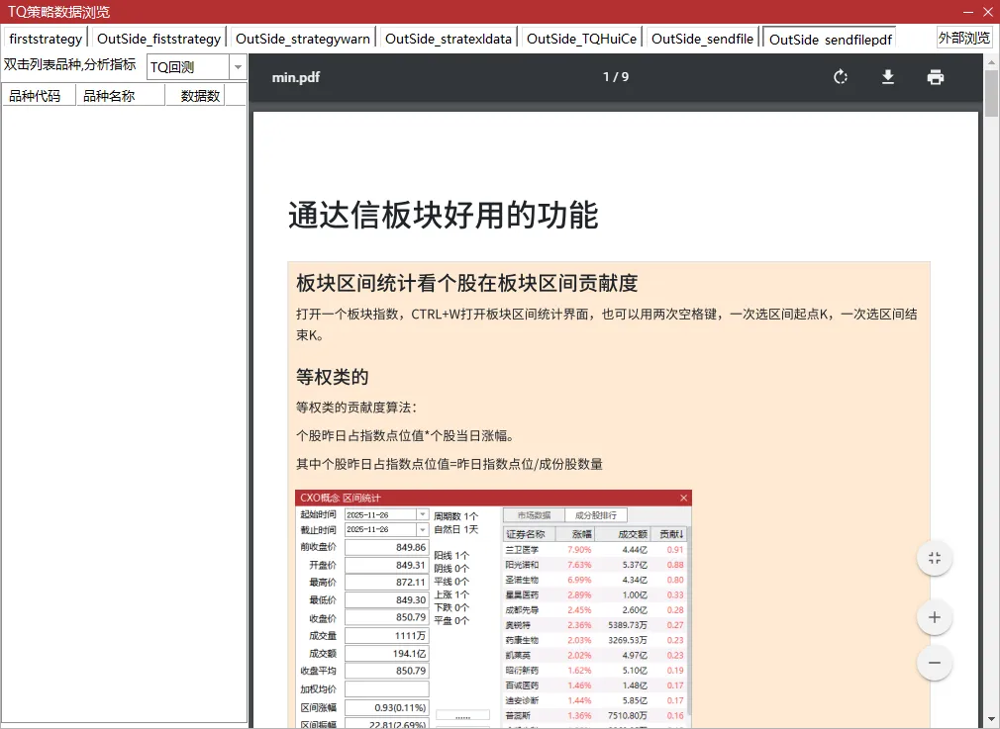 TQ策略数据浏览
firststrategy OutSide_fiststrategy OutSide_strategywarn OutSide_stratexldata OutSide_TQHuiCe OutSide_sendfile OutSide_sendfilepdf 外部浏览
双击列表品种,分析指标 TQ回测
品种代码 品种名称 数据数
min.pdf 1 / 9
通达信板块好用的功能
板块区间统计看个股在板块区间贡献度
打开一个板块指数，CTRL+W打开板块区间统计界面，也可以用两次空格键，一次选区间起点K，一次选区间结
束K。
等权类的
等权类的贡献度算法：
个股昨日占指数点位值*个股当日涨幅。
其中个股昨日占指数点位值=昨日指数点位/成份股数量
CXO概念 区间统计
起始时间 2025-11-26 周期数 1个
截止时间 2025-11-26 自然日 1天
前收盘价 849.86
开盘价 849.31
最高价 872.11
最低价 849.30
收盘价 850.79
成交量 1111万
成交额 194.1亿
收盘平均 850.79
加权均价
区间涨幅 0.93(0.11%)
区间振幅 22.81(2.69%)
阳线 1个
阴线 0个
平线 0个
上涨 1个
下跌 0个
平盘 0个
......
市场数据 成分股排行
证券名称 涨幅 成交额 贡献↓
三卫医学 7.90% 4.44亿 0.91
阳光诺和 7.63% 5.37亿 0.88
圣诺生物 6.99% 4.34亿 0.80
星昊医药 2.89% 1.00亿 0.33
成都先导 2.45% 2.60亿 0.28
奥锐特 2.36% 5389.73万 0.27
药康生物 2.03% 3269.53万 0.23
凯莱英 2.02% 4.97亿 0.23
昭衍新药 1.62% 5.10亿 0.19
百诚医药 1.46% 1.48亿 0.17
迪安诊断 1.44% 5.85亿 0.17
普蕊斯 1.36% 7510.80万 0.16